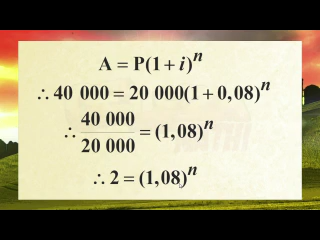 A = P(1 + i)ⁿ
∴ 40 000 = 20 000(1 + 0,08)ⁿ
∴ 40 000 / 20 000 = (1,08)ⁿ
∴ 2 = (1,08)ⁿ